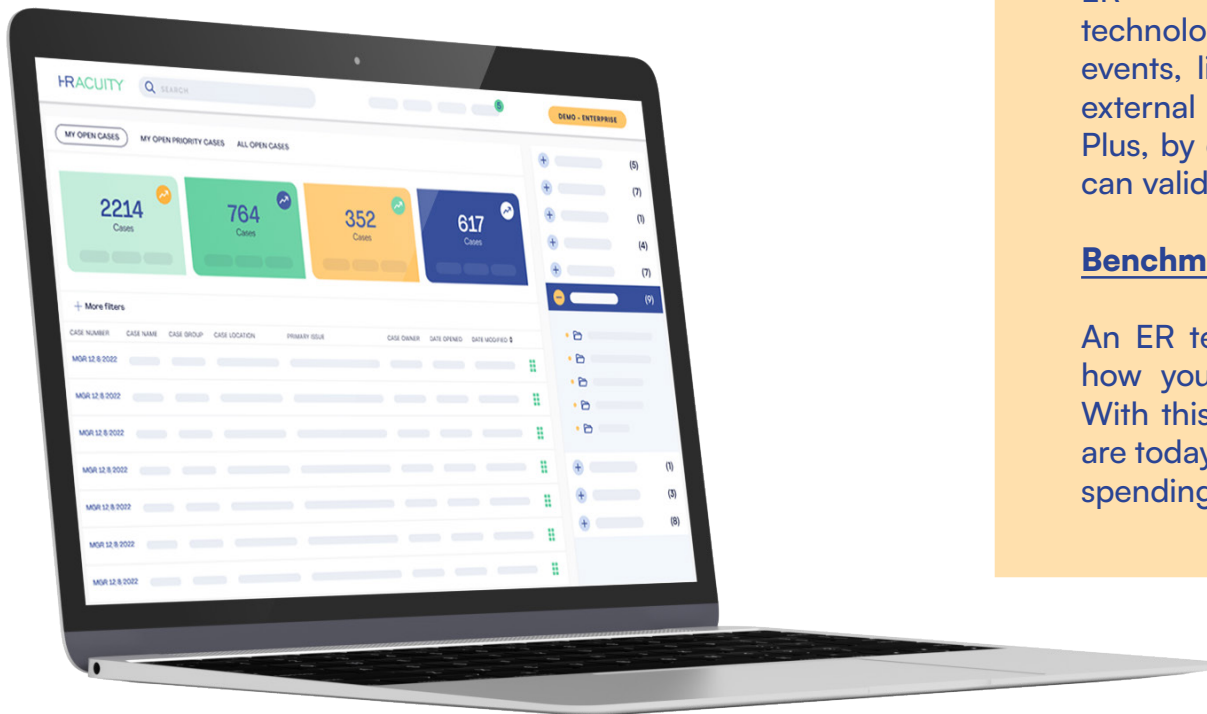 HRACUITY
SEARCH
5
DEMO - ENTERPRISE
MY OPEN CASES
MY OPEN PRIORITY CASES
ALL OPEN CASES
2214
Cases
764
Cases
352
Cases
617
Cases
(5)
(7)
(1)
(4)
(7)
(9)
(1)
(3)
(8)
+ More filters
CASE NUMBER CASE NAME CASE GROUP CASE LOCATION PRIMARY ISSUE CASE OWNER DATE OPENED DATE MODIFIED
MGR 12 8 2022
MGR 12 8 2022
MGR 12 8 2022
MGR 12 8 2022
MGR 12 8 2022
MGR 12 8 2022
MGR 12 8 2022
ER
technolo
events, li
external
Plus, by
can valid
Benchm
An ER te
how you
With this
are today
spending